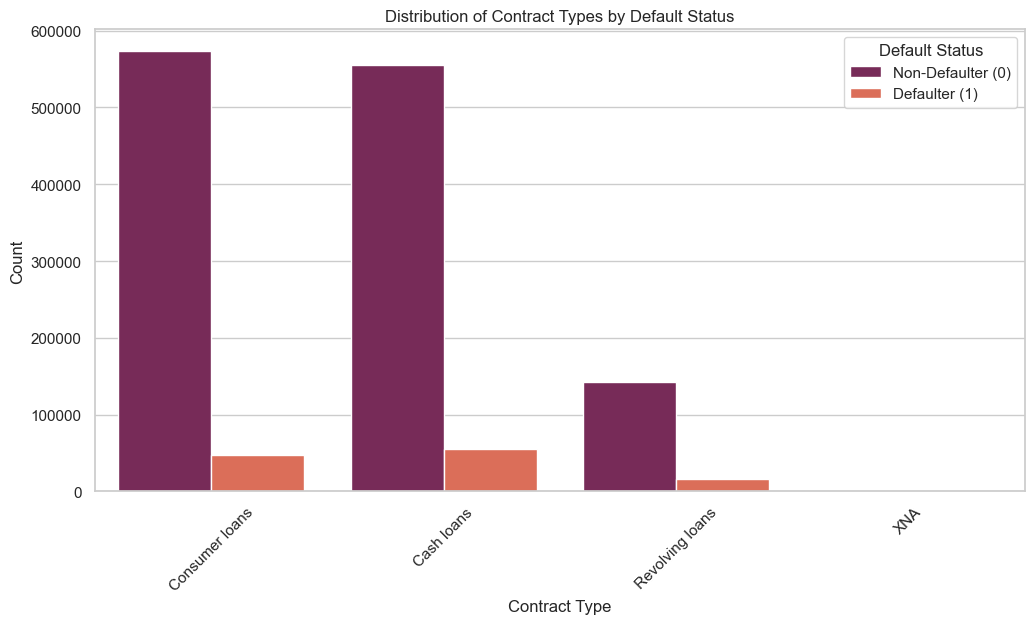 Distribution of Contract Types by Default Status
Default Status
Non-Defaulter (0)
Defaulter (1)
Count
600000
500000
400000
300000
200000
100000
0
Consumer loans
Cash loans
Revolving loans
XNA
Contract Type